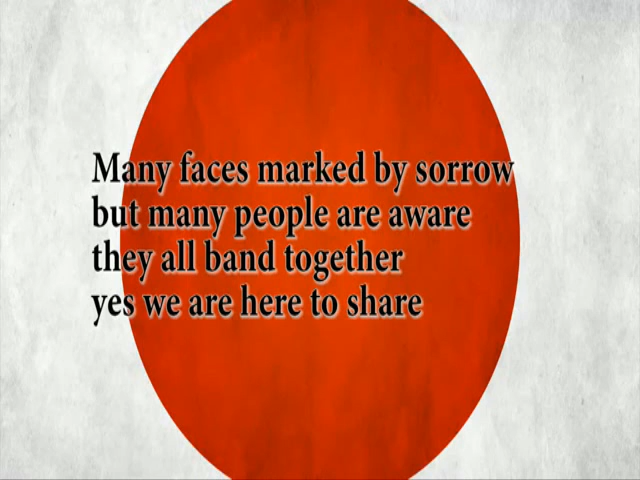 Many faces marked by sorrow
but many people are aware
they all band together
yes we are here to share